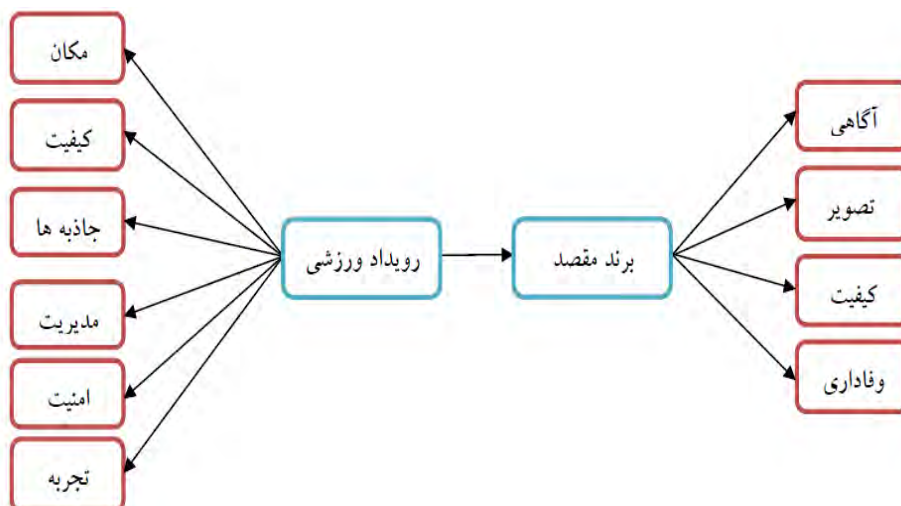 مکان
کیفیت
جاذبه ها
مدیریت
امنیت
تجربه
رویداد ورزشی
برند مقصد
آگاهی
تصویر
کیفیت
وفاداری